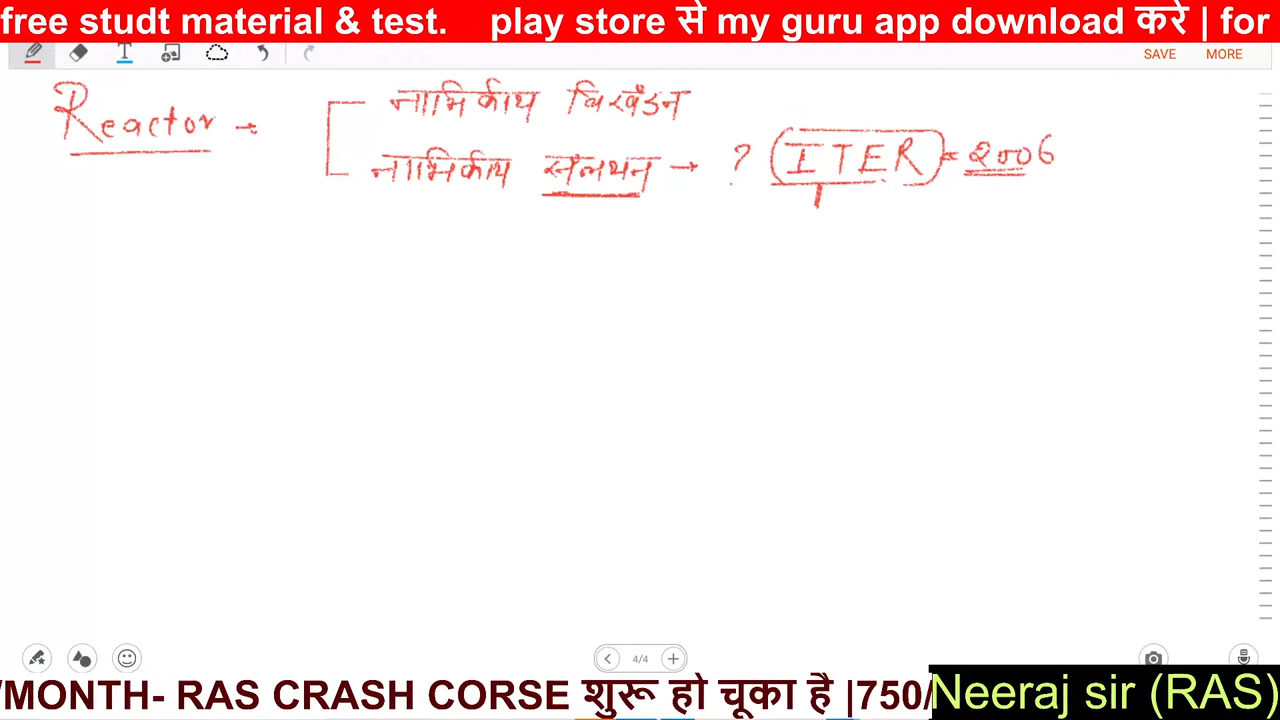 free studt material & test. play store से my guru app download करे | for
SAVE MORE
Reactor → नाभिकीय विखंडन
नाभिकीय संलयन → ? (ITER) = 2006
4/4
/MONTH- RAS CRASH CORSE शुरू हो चूका है |750/
Neeraj sir (RAS)